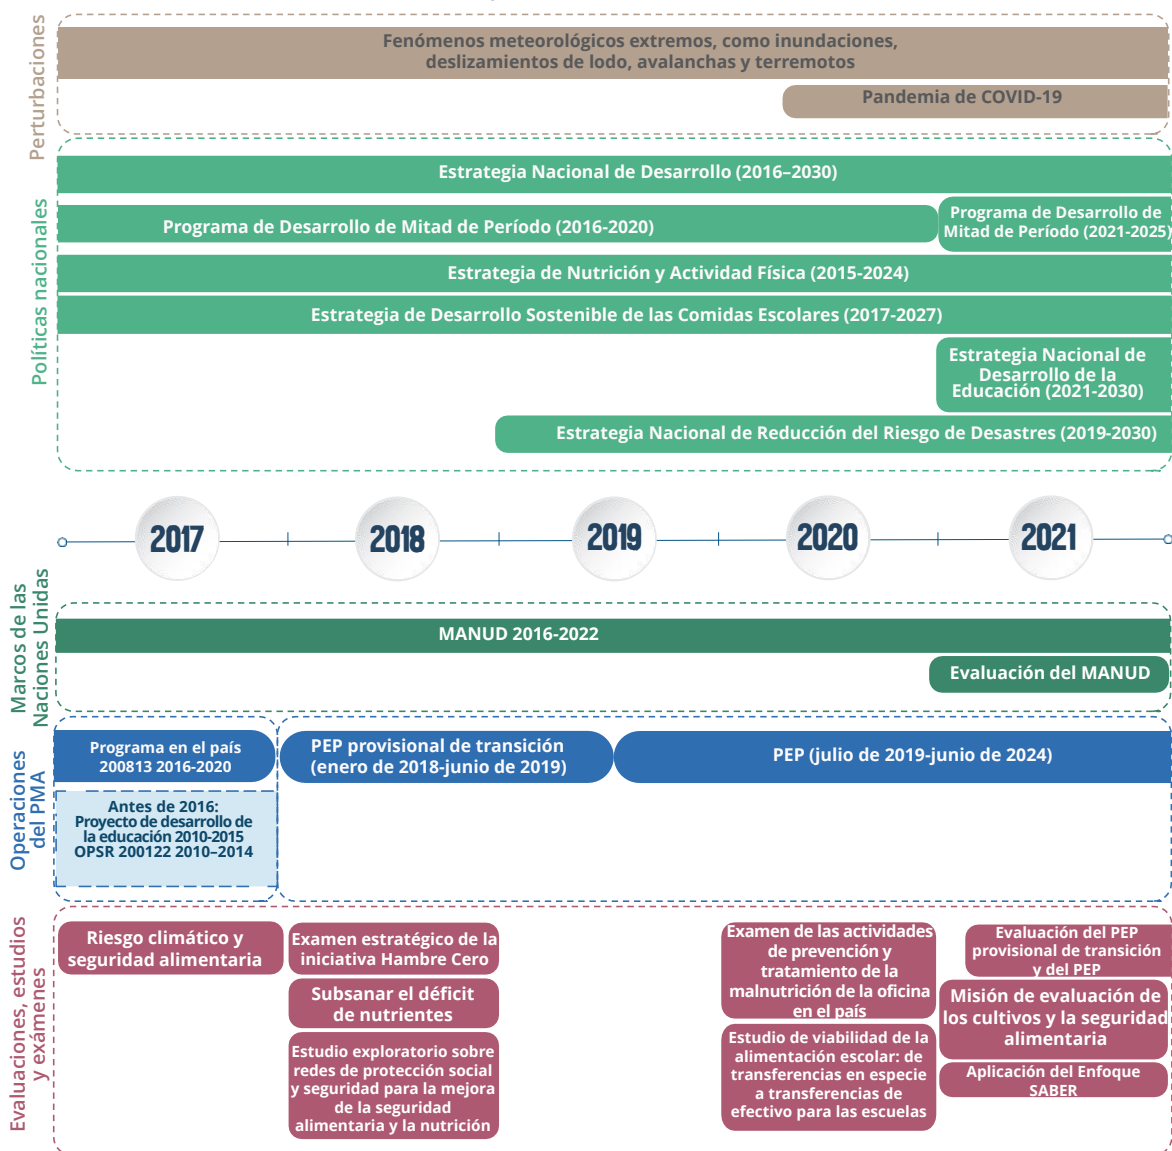 Perturbaciones
Fenómenos meteorológicos extremos, como inundaciones,
deslizamientos de lodo, avalanchas y terremotos
Pandemia de COVID-19
Políticas nacionales
Estrategia Nacional de Desarrollo (2016–2030)
Programa de Desarrollo de Mitad de Período (2016-2020)
Programa de Desarrollo de
Mitad de Período (2021-2025)
Estrategia de Nutrición y Actividad Física (2015-2024)
Estrategia de Desarrollo Sostenible de las Comidas Escolares (2017-2027)
Estrategia Nacional de
Desarrollo de la
Educación (2021-2030)
Estrategia Nacional de Reducción del Riesgo de Desastres (2019-2030)
2017 2018 2019 2020 2021
Marcos de las
Naciones Unidas
MANUD 2016-2022
Evaluación del MANUD
Operaciones
del PMA
Programa en el país
200813 2016-2020
PEP provisional de transición
(enero de 2018-junio de 2019)
PEP (julio de 2019-junio de 2024)
Antes de 2016:
Proyecto de desarrollo de
la educación 2010-2015
OPSR 200122 2010–2014
Evaluaciones, estudios
y exámenes
Riesgo climático y
seguridad alimentaria
Examen estratégico de la
iniciativa Hambre Cero
Subsanar el déficit
de nutrientes
Estudio exploratorio sobre
redes de protección social
y seguridad para la mejora
de la seguridad
alimentaria y la nutrición
Examen de las actividades
de prevención y
tratamiento de la
malnutrición de la oficina
en el país
Estudio de viabilidad de la
alimentación escolar: de
transferencias en especie
a transferencias de
efectivo para las escuelas
Evaluación del PEP
provisional de transición
y del PEP
Misión de evaluación de
los cultivos y la seguridad
alimentaria
Aplicación del Enfoque
SABER